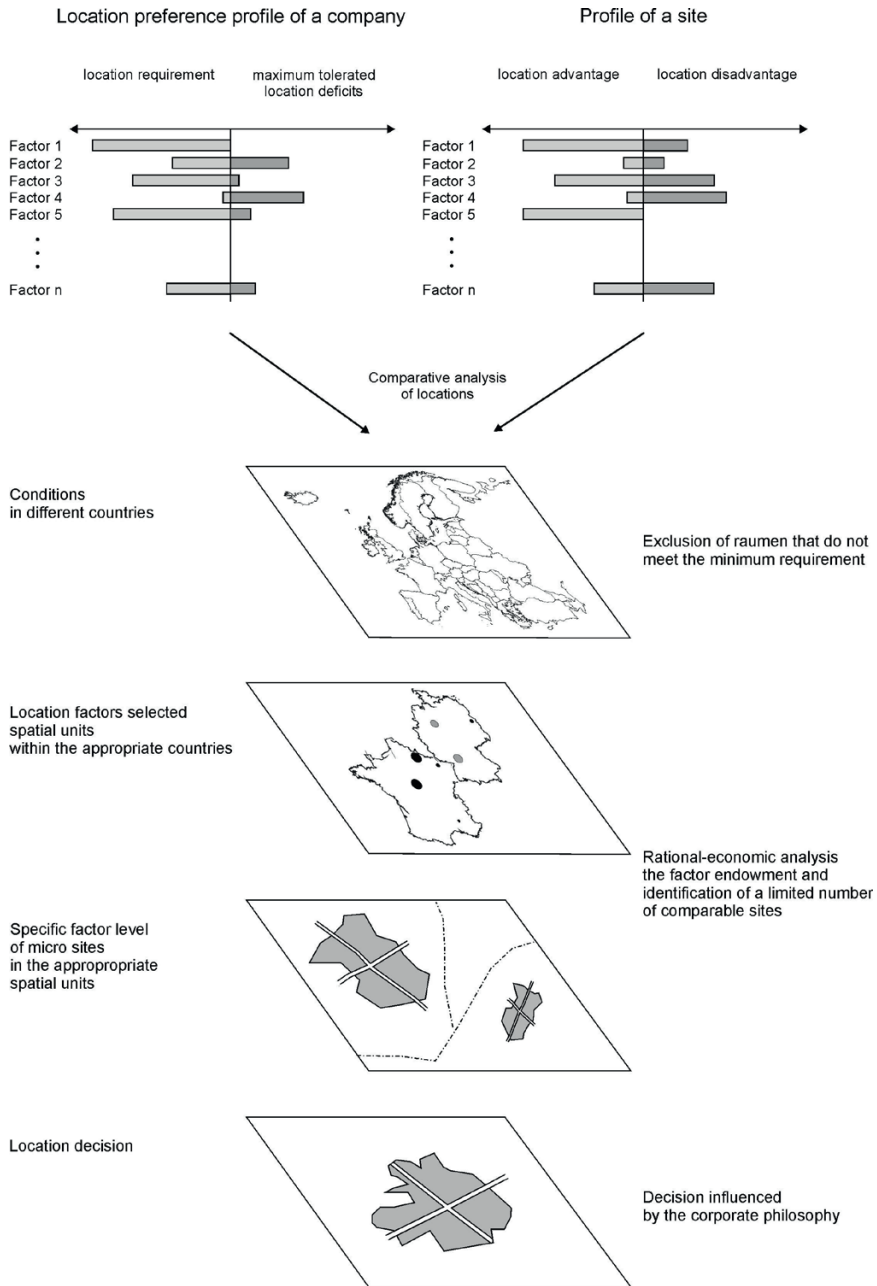 Location preference profile of a company
Profile of a site
location requirement
maximum tolerated
location deficits
location advantage
location disadvantage
Factor 1
Factor 2
Factor 3
Factor 4
Factor 5
Factor n
Factor 1
Factor 2
Factor 3
Factor 4
Factor 5
Factor n
Comparative analysis
of locations
Conditions
in different countries
Exclusion of raumen that do not
meet the minimum requirement
Location factors selected
spatial units
within the appropriate countries
Rational-economic analysis
the factor endowment and
identification of a limited number
of comparable sites
Specific factor level
of micro sites
in the appropropriate
spatial units
Location decision
Decision influenced
by the corporate philosophy